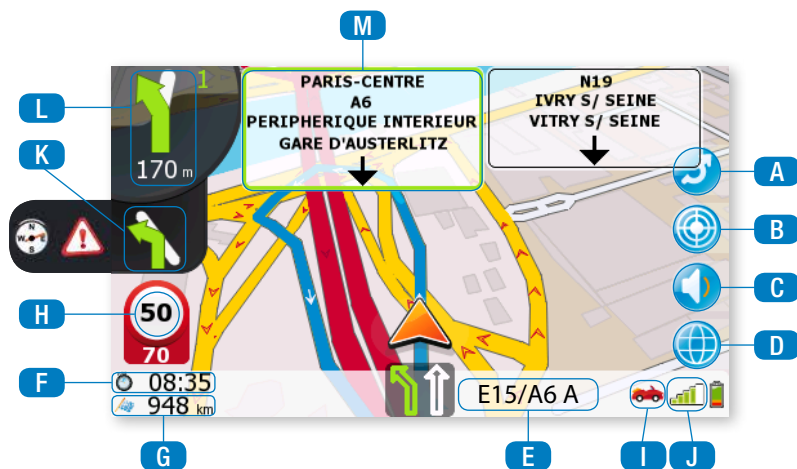 M
1
PARIS-CENTRE
A6
PERIPHERIQUE INTERIEUR
GARE D'AUSTERLITZ
N19
IVRY S/ SEINE
VITRY S/ SEINE
L
K
170 m
A
N
W E
S
B
C
H
50
70
D
F
08:35
948 km
E15/A6 A
G
E
I
J